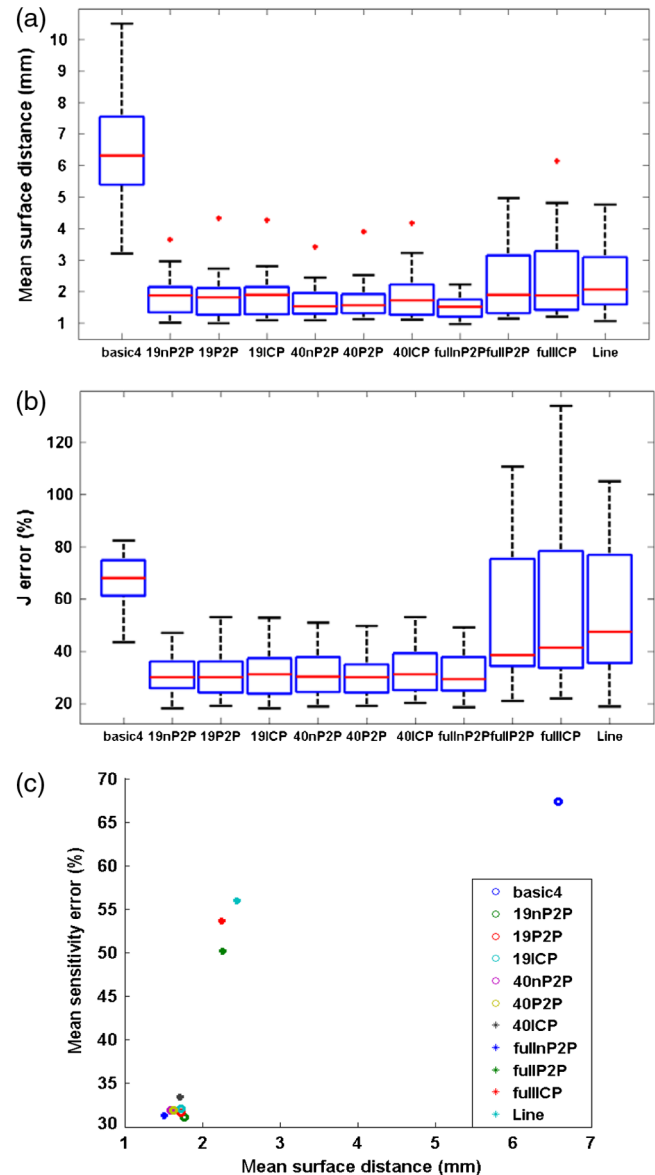 (a)
Mean surface distance (mm)
10
9
8
7
6
5
4
3
2
1
basic4 19nP2P 19P2P 19ICP 40nP2P 40P2P 40ICP fullnP2P fullP2P fullICP Line
(b)
J error (%)
120
100
80
60
40
20
basic4 19nP2P 19P2P 19ICP 40nP2P 40P2P 40ICP fullnP2P fullP2P fullICP Line
(c)
Mean sensitivity error (%)
70
65
60
55
50
45
40
35
30
basic4
19nP2P
19P2P
19ICP
40nP2P
40P2P
40ICP
fullnP2P
fullP2P
fullICP
Line
1 2 3 4 5 6 7
Mean surface distance (mm)